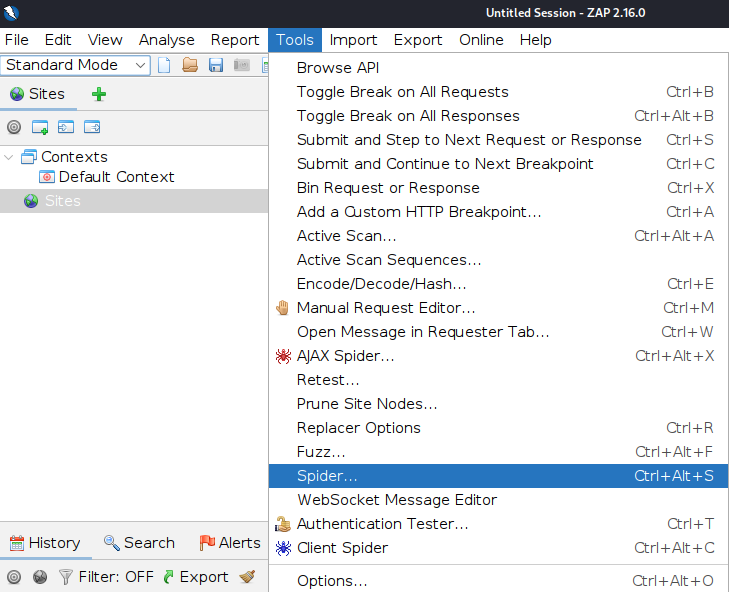 Untitled Session - ZAP 2.16.0
File Edit View Analyse Report Tools Import Export Online Help
Standard Mode
Browse API
Toggle Break on All Requests Ctrl+B
Sites
Toggle Break on All Responses Ctrl+Alt+B
Submit and Step to Next Request or Response Ctrl+S
Contexts
Submit and Continue to Next Breakpoint Ctrl+C
Default Context
Bin Request or Response Ctrl+X
Sites
Add a Custom HTTP Breakpoint... Ctrl+A
Active Scan... Ctrl+Alt+A
Active Scan Sequences...
Encode/Decode/Hash... Ctrl+E
Manual Request Editor... Ctrl+M
Open Message in Requester Tab... Ctrl+W
AJAX Spider... Ctrl+Alt+X
Retest...
Prune Site Nodes...
Replacer Options Ctrl+R
Fuzz... Ctrl+Alt+F
Spider... Ctrl+Alt+S
WebSocket Message Editor
Authentication Tester... Ctrl+T
Client Spider Ctrl+Alt+C
Options... Ctrl+Alt+O
History Search Alerts
Filter: OFF Export